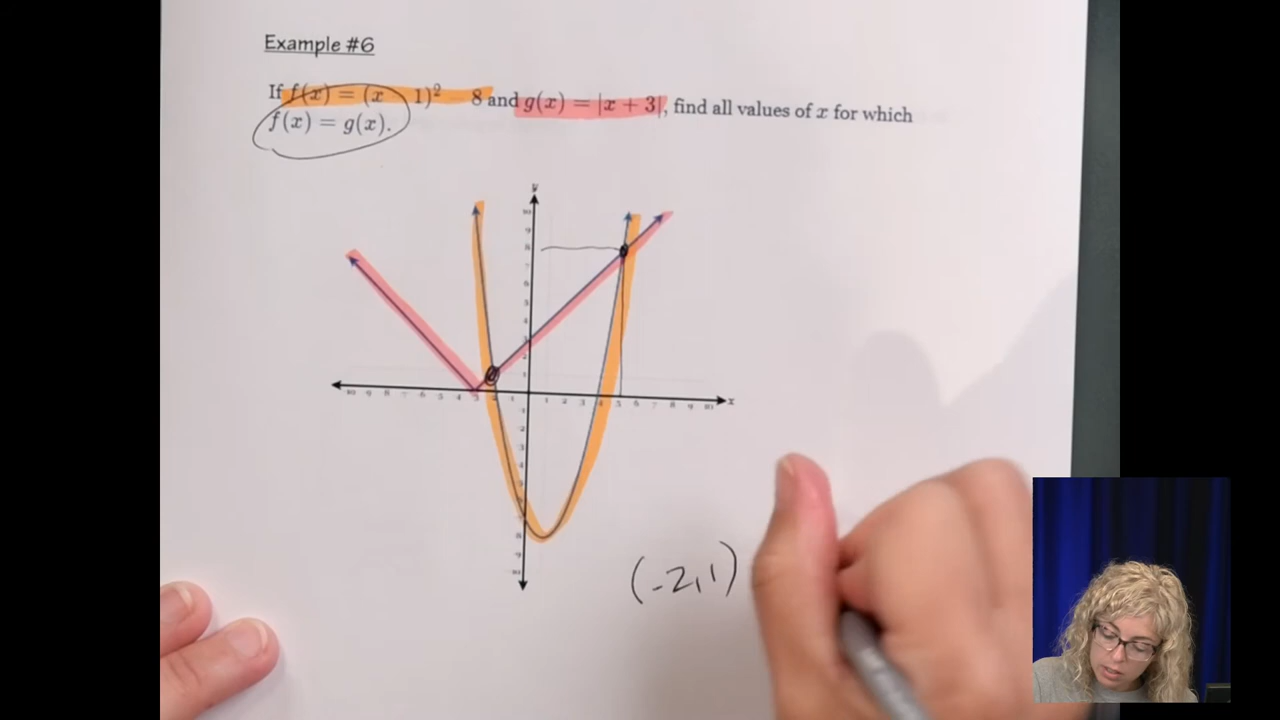 Example #6
If f(x) = (x 1)² 8 and g(x) = |x + 3|, find all values of x for which
f(x) = g(x).
y
x
(-2,1)